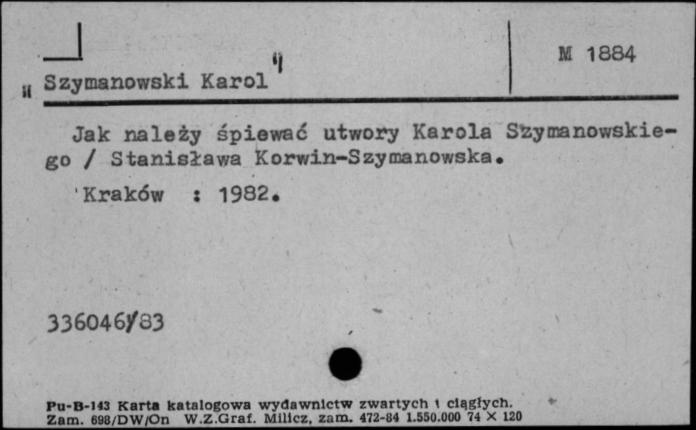 M 1884
"Szymanowski Karol"
Jak należy śpiewać utwory Karola Szymanowskie-
go / Stanisława Korwin-Szymanowska.
Kraków : 1982.
336046/83
Pu-B-143 Karta katalogowa wydawnictw zwartych i ciągłych.
Zam. 698/DW/On W.Z.Graf. Milicz, zam. 472-84 1.550.000 74 X 120